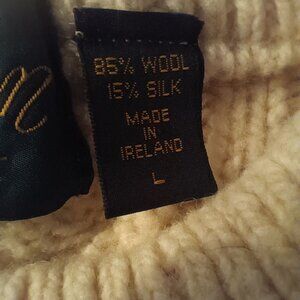 85% WOOL
15% SILK
MADE
IN
IRELAND
L